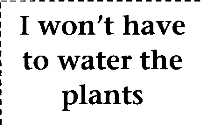 I won't have
to water the
plants